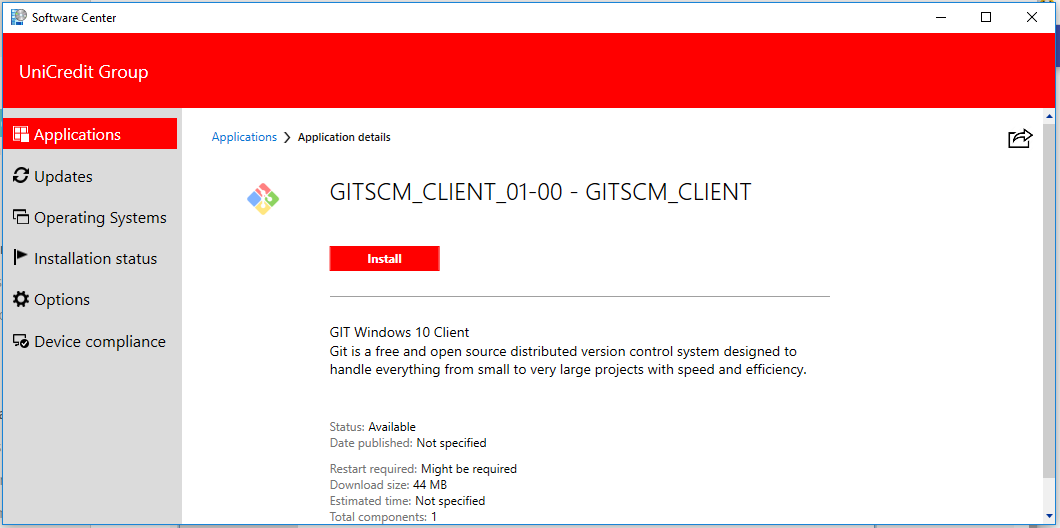 Software Center
UniCredit Group
Applications
Updates
Operating Systems
Installation status
Options
Device compliance
Applications > Application details
GITSCM_CLIENT_01-00 - GITSCM_CLIENT
Install
GIT Windows 10 Client
Git is a free and open source distributed version control system designed to
handle everything from small to very large projects with speed and efficiency.
Status: Available
Date published: Not specified
Restart required: Might be required
Download size: 44 MB
Estimated time: Not specified
Total components: 1